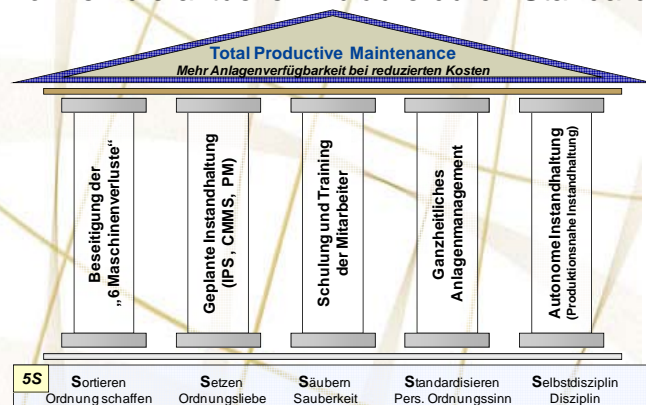 Total Productive Maintenance
Mehr Anlagenverfügbarkeit bei reduzierten Kosten
Beseitigung der
„6 Maschinenverluste“
Geplante Instandhaltung
(IPS , CMMS, PM)
Schulung und Training
der Mitarbeiter
Ganzheitliches
Anlagenmanagement
Autonome Instandhaltung
(Produktionsnahe Instandhaltung)
5S
Sortieren
Ordnung schaffen
Setzen
Ordnungsliebe
Säubern
Sauberkeit
Standardisieren
Pers. Ordnungssinn
Selbstdisziplin
Disziplin